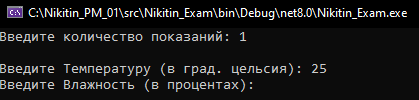 C:\Nikitin_PM_01\src\Nikitin_Exam\bin\Debug\net8.0\Nikitin_Exam.exe
Введите количество показаний: 1
Введите Температуру (в град. цельсия): 25
Введите Влажность (в процентах):